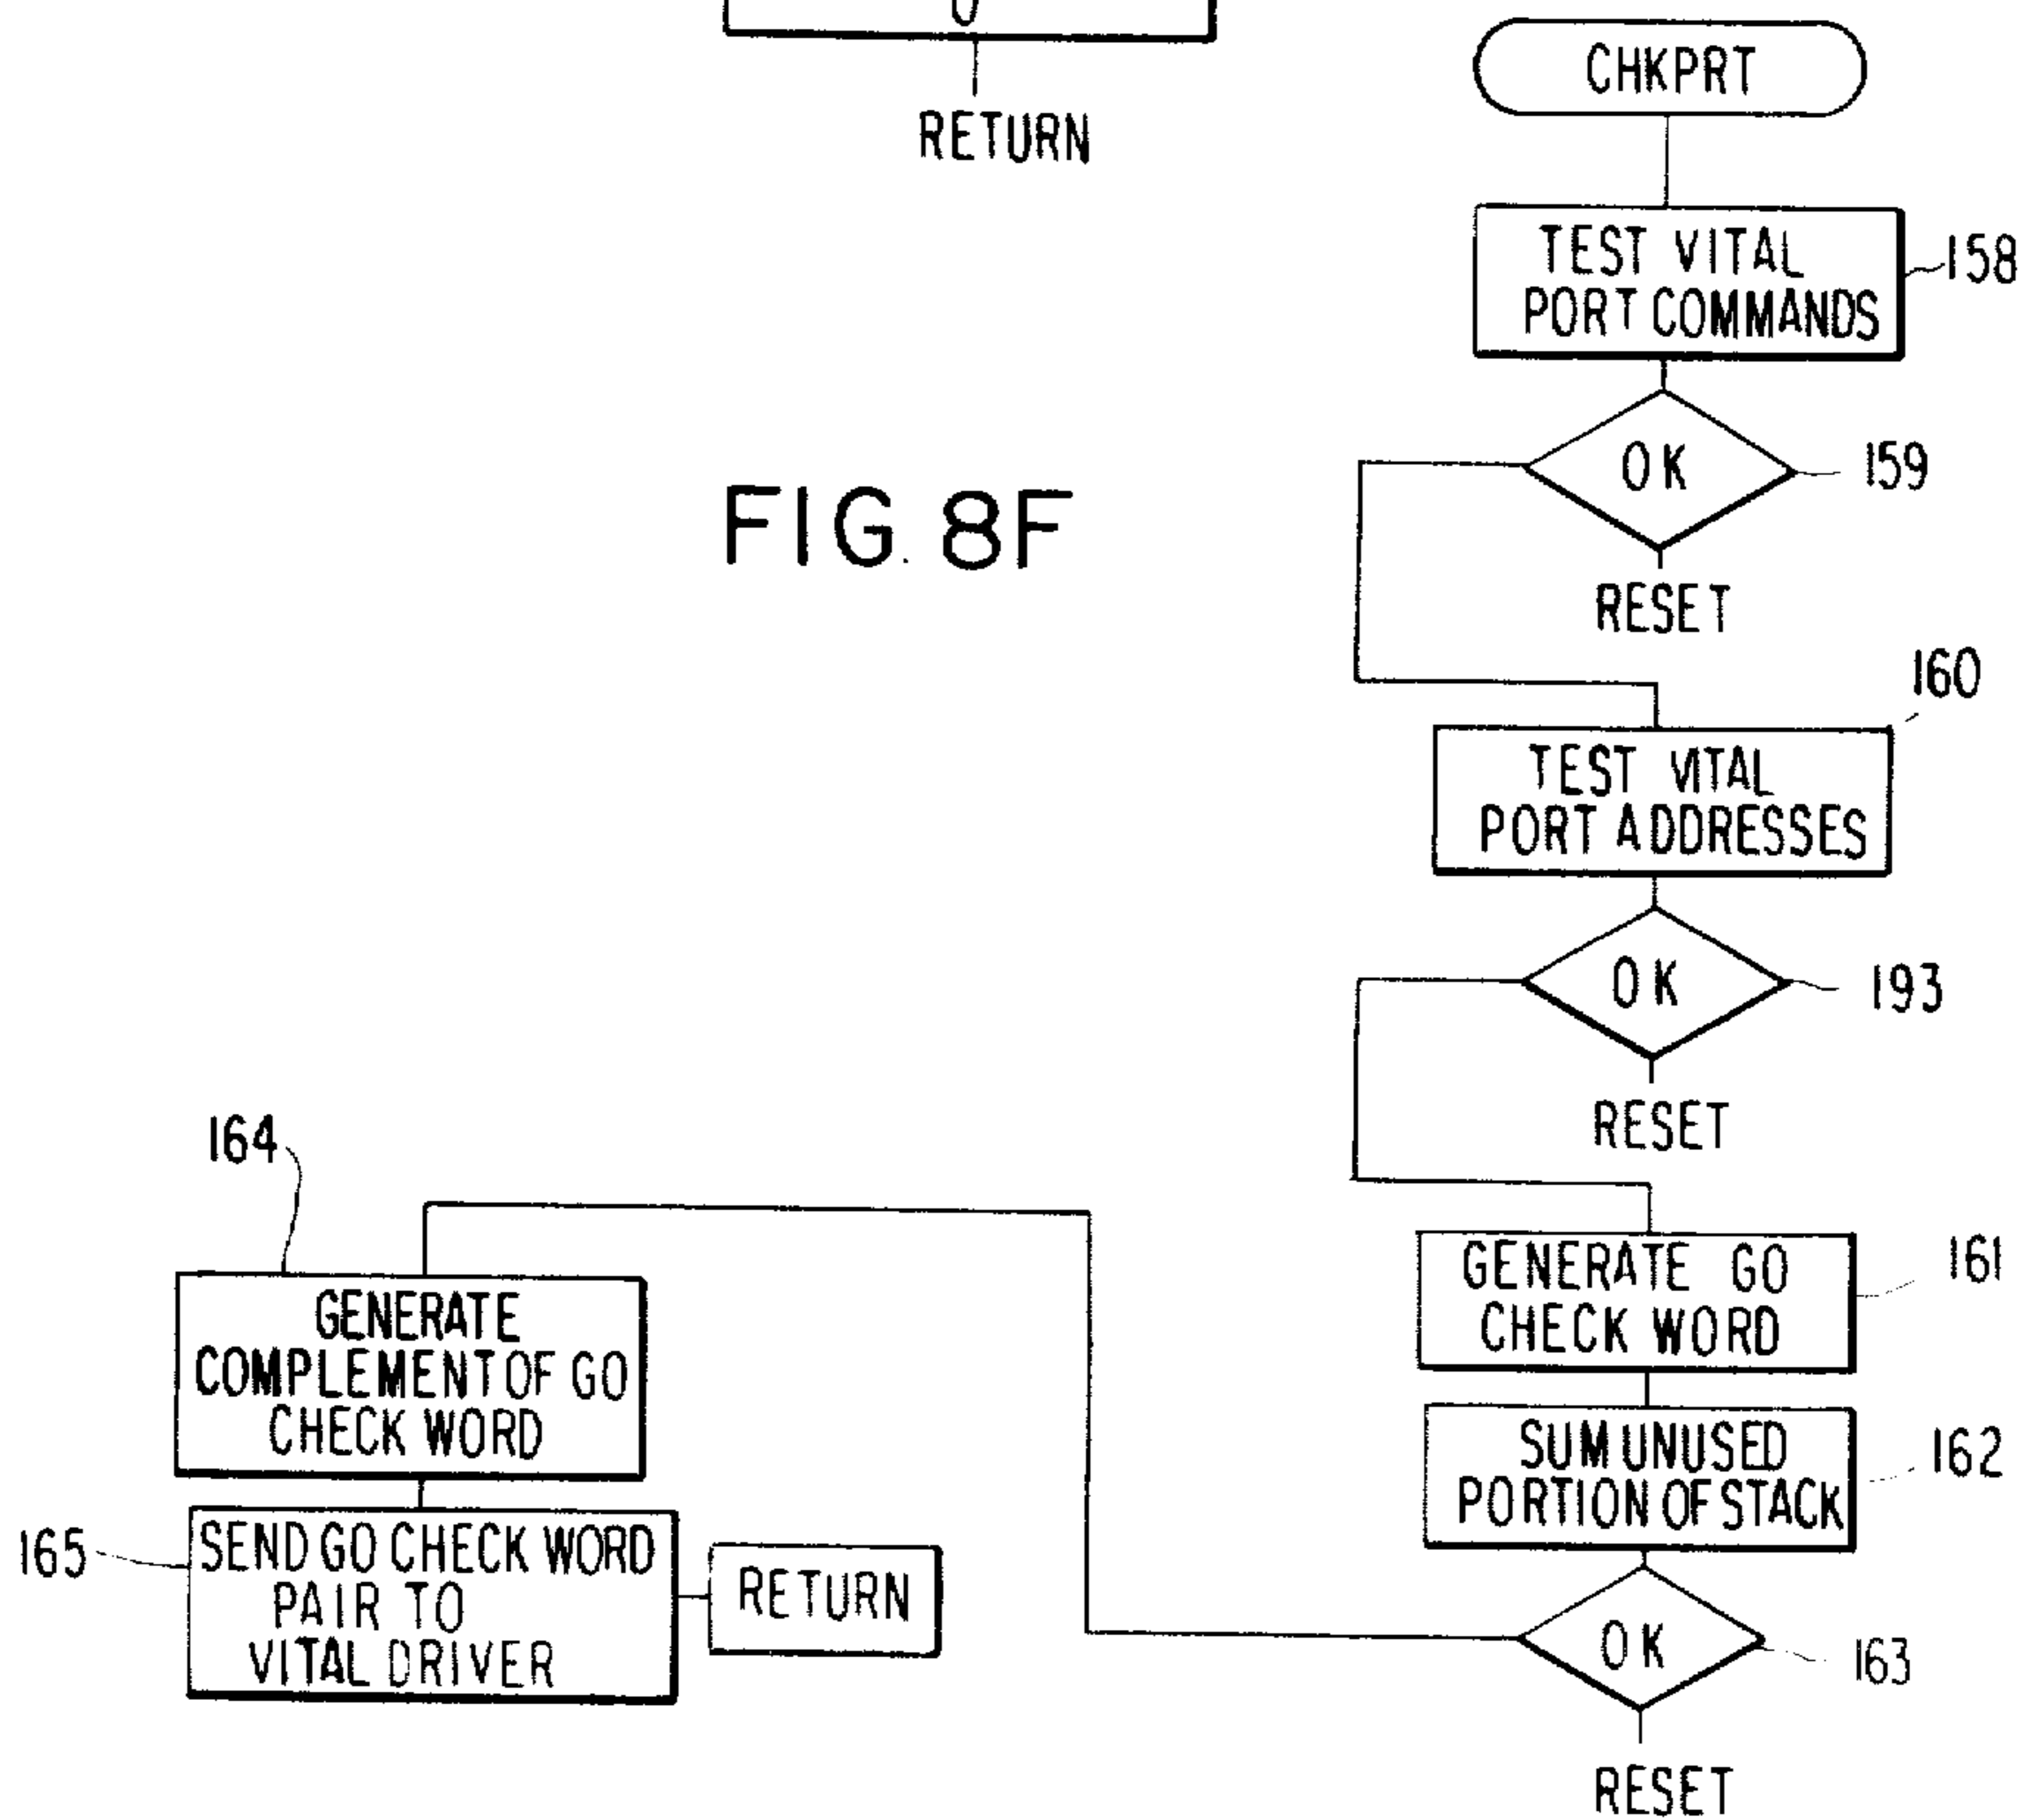 RETURN
CHKPRT
TEST VITAL
PORT COMMANDS
158
OK
159
RESET
FIG. 8F
160
TEST VITAL
PORT ADDRESSES
OK
193
RESET
GENERATE GO
CHECK WORD
161
SUM UNUSED
PORTION OF STACK
162
OK
163
RESET
164
GENERATE
COMPLEMENT OF GO
CHECK WORD
165
SEND GO CHECK WORD
PAIR TO
VITAL DRIVER
RETURN